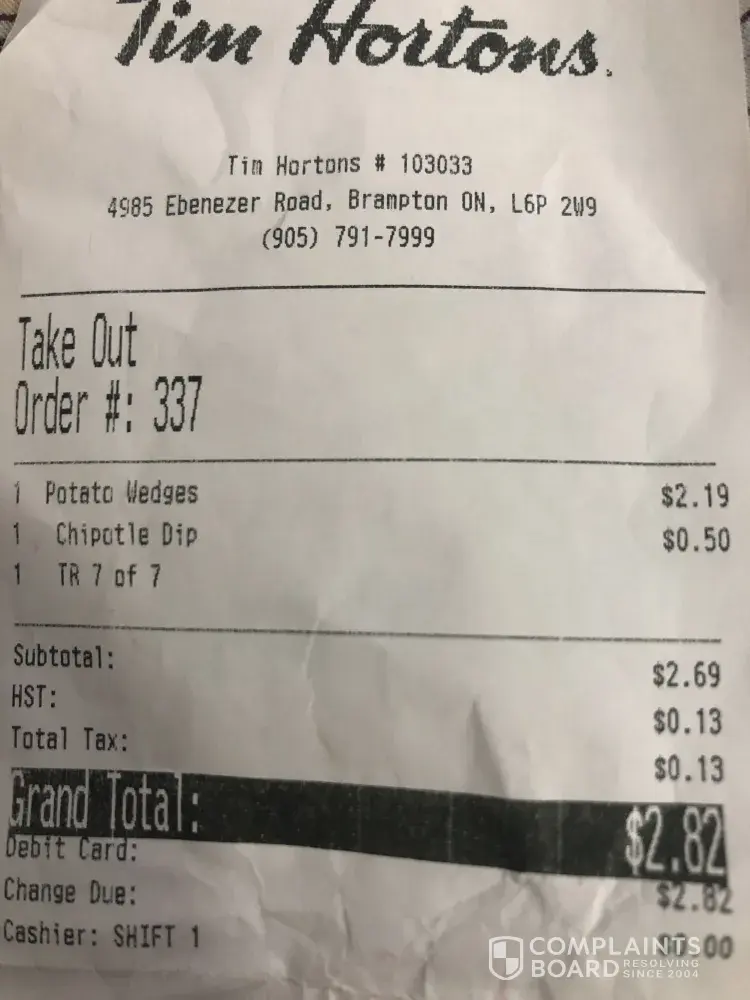 Tim Hortons.
Tim Hortons # 103033
4985 Ebenezer Road, Brampton ON, L6P 2W9
(905) 791-7999
Take Out
Order #: 337
1 Potato Wedges $2.19
1 Chipotle Dip $0.50
1 TR 7 of 7
Subtotal: $2.69
HST: $0.13
Total Tax: $0.13
Grand Total: $2.82
Debit Card: $2.82
Change Due: $0.00
Cashier: SHIFT 1
COMPLAINTS
BOARD RESOLVING
SINCE 2004